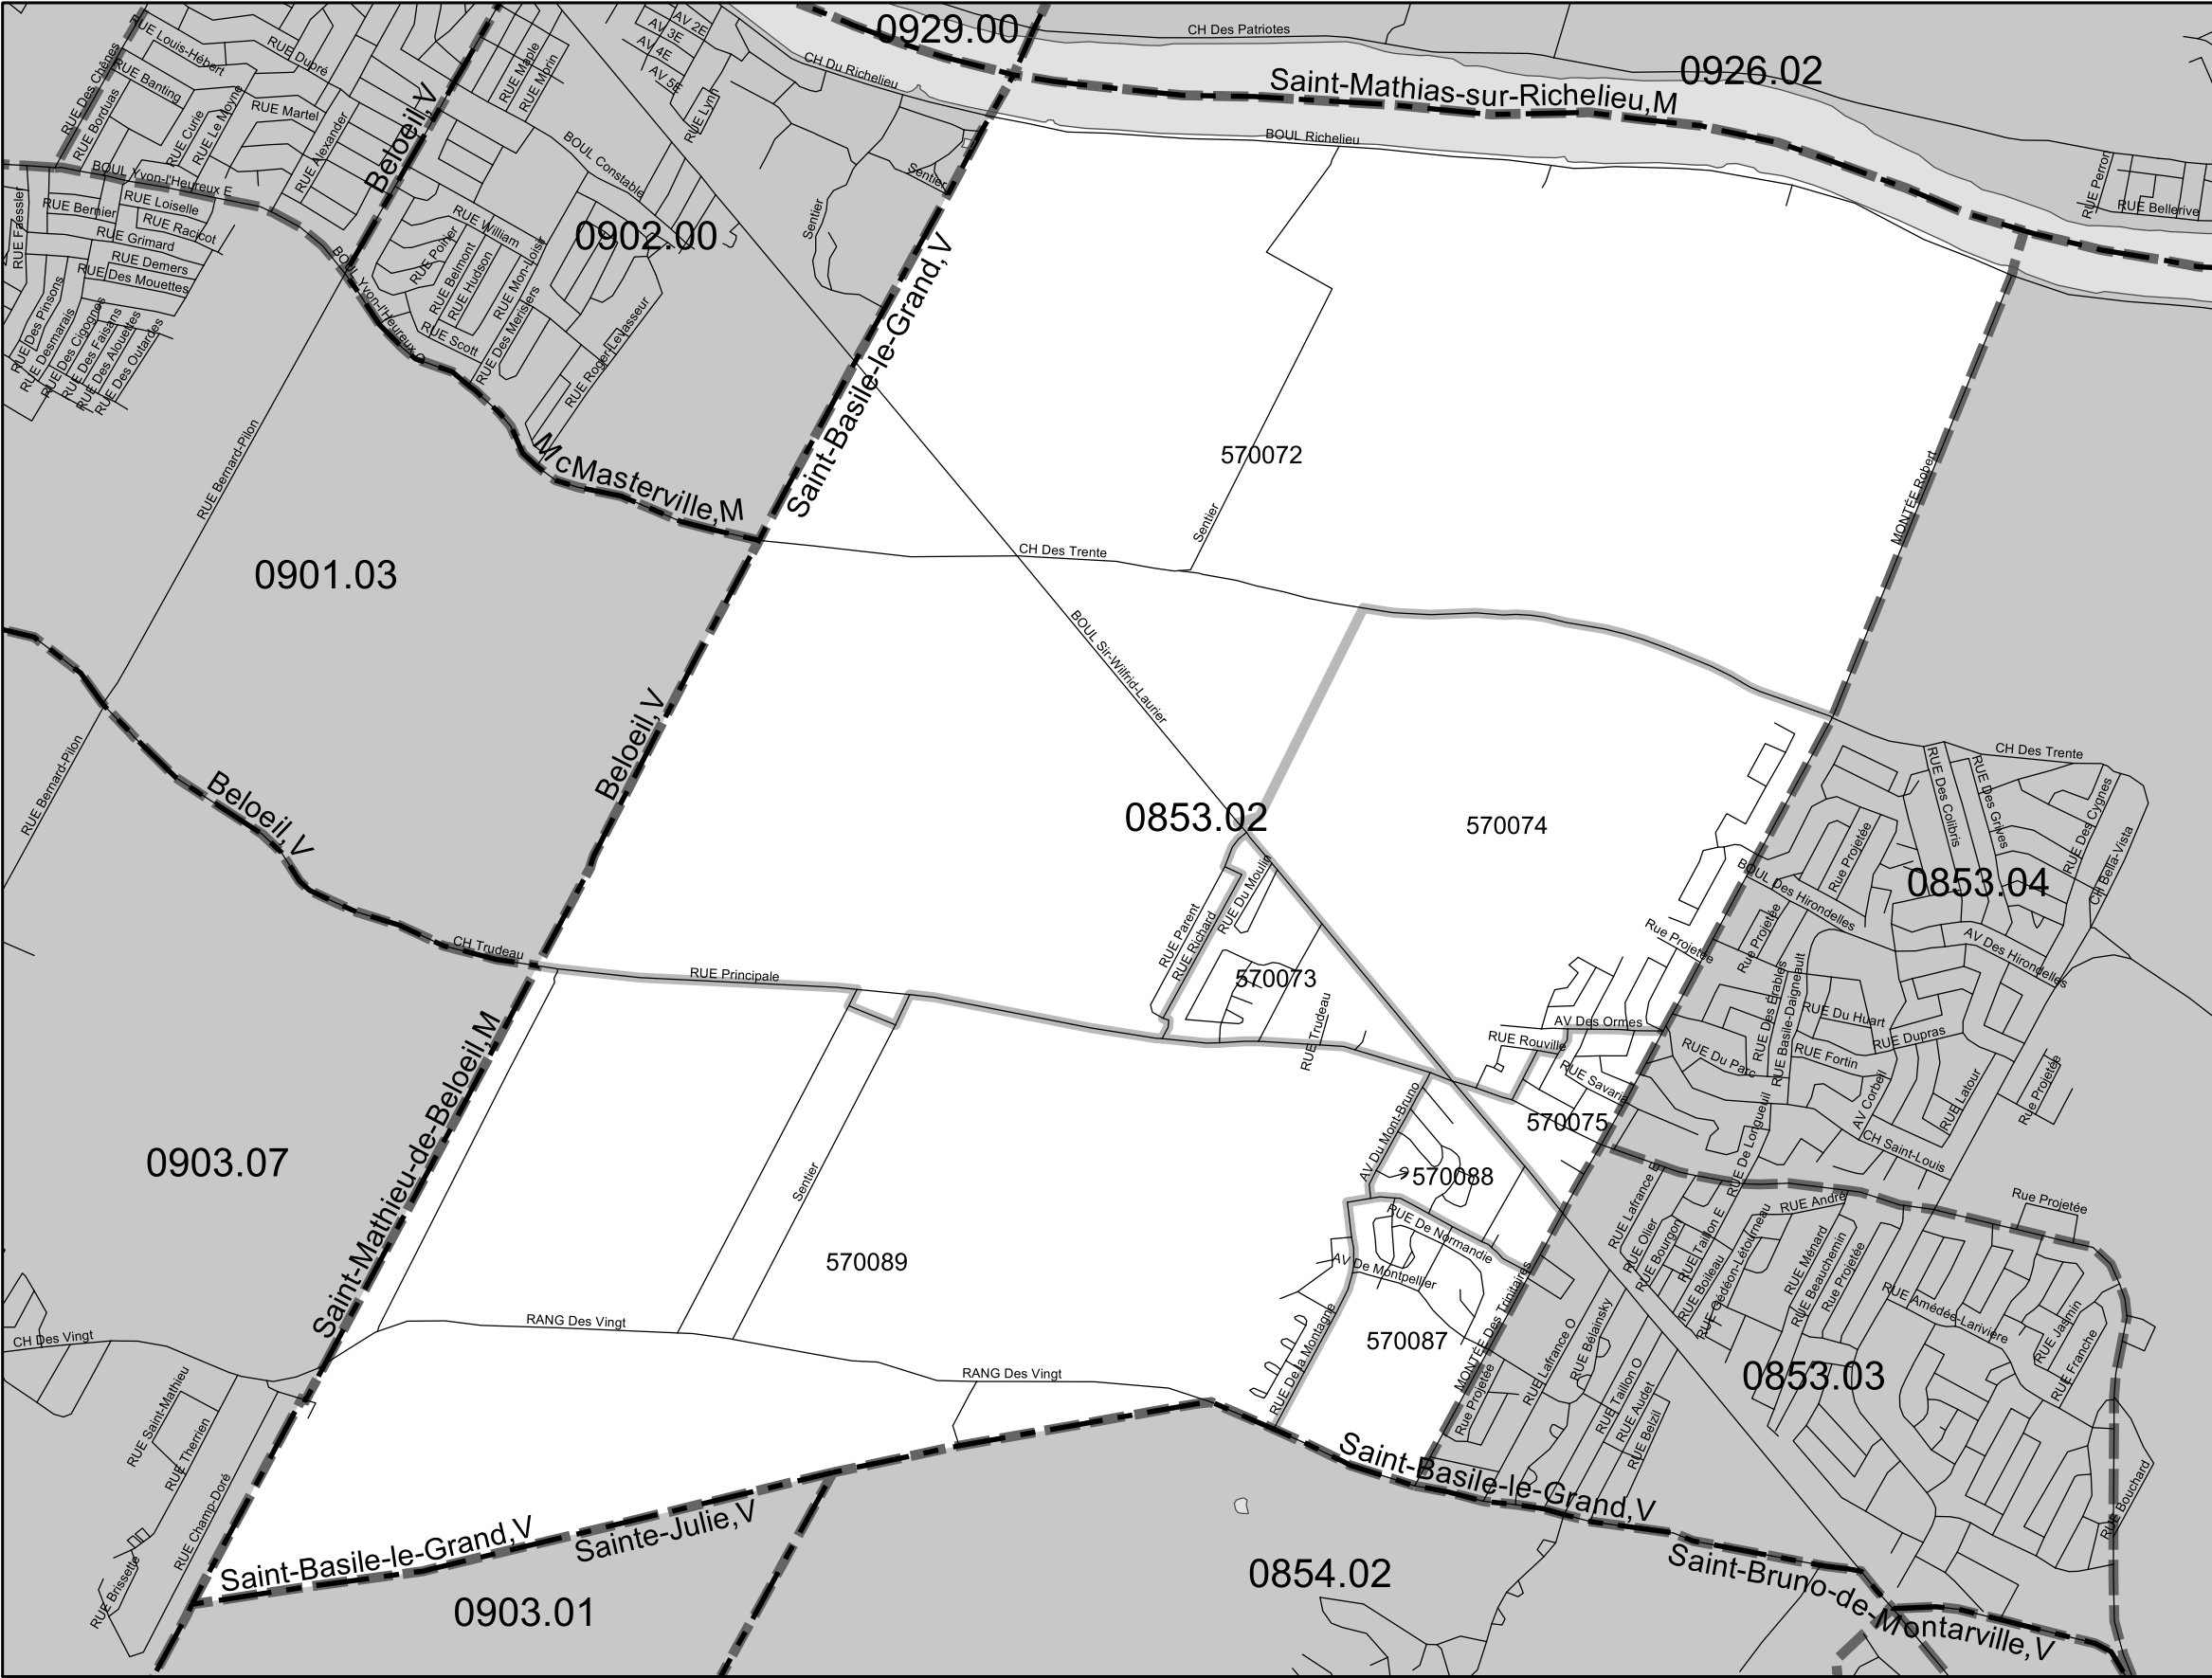 0929.00
CH Des Patriotes
0926.02
Saint-Mathias-sur-Richelieu,M
CH Du Richelieu
BOUL Richelieu
AV 2E
AV 3E
AV 4E
AV 5E
RUE Lynn
RUE Maple
RUE Morin
RUE Louis-Hébert
RUE Dupré
RUE Des Chênes
RUE Banting
RUE Borduas
RUE Curie
RUE Le Moyne
RUE Martel
RUE Alexander
Beloeil,V
BOUL Constable
Sentier
Sentier
RUE Perron
RUE Bellerive
BOUL Yvon-l'Heureux E
RUE Faessler
RUE Bernier
RUE Loiselle
RUE Racicot
RUE Grimard
RUE Demers
RUE Des Mouettes
RUE Des Pinsons
RUE Desmarais
RUE Des Cigognes
RUE Des Faisans
RUE Des Alouettes
RUE Des Outardes
BOUL Yvon-l'Heureux O
RUE William
RUE Poirier
RUE Belmont
RUE Hudson
RUE Mon-Loisir
RUE Des Merisiers
RUE Scott
RUE Roger-Levasseur
0902.00
Saint-Basile-le-Grand,V
RUE Bernard-Pilon
McMasterville,M
570072
Sentier
MONTÉE Robert
CH Des Trente
0901.03
BOUL Sir-Wilfrid-Laurier
Beloeil,V
RUE Bernard-Pilon
Beloeil,V
CH Des Trente
0853.02
570074
RUE Des Colibris
RUE Des Grives
RUE Des Cygnes
CH Bella-Vista
Rue Projetée
0853.04
BOUL Des Hirondelles
AV Des Hirondelles
Rue Projetée
Rue Projetée
RUE Du Moulin
RUE Parent
RUE Richard
CH Trudeau
RUE Principale
570073
RUE Trudeau
AV Des Ormes
RUE Rouville
RUE Savaria
RUE Des Érables
RUE Basile-Daigneault
RUE Du Huart
RUE Dupras
RUE Fortin
RUE Du Parc
AV Corbeil
RUE Latour
Rue Projetée
CH Saint-Louis
RUE De Longueuil
570075
Saint-Mathieu-de-Beloeil,M
0903.07
AV Du Mont-Bruno
570088
Sentier
RUE De Normandie
AV De Montpellier
570089
RUE De la Montagne
570087
MONTÉE Des Trinitaires
RUE Lafrance E
RUE Olier
RUE Bourgon
RUE Taillon E
RUE Boileau
RUE Gédéon-Létourneau
RUE André
RUE Ménard
RUE Beauchemin
Rue Projetée
Rue Projetée
RUE Amédée-Larivière
RUE Jasmin
RUE Franche
CH Des Vingt
RANG Des Vingt
RANG Des Vingt
Rue Projetée
RUE Lafrance O
RUE Bélainsky
RUE Taillon O
RUE Audet
RUE Belzil
0853.03
RUE Bouchard
RUE Saint-Mathieu
RUE Therrien
RUE Champ-Doré
RUE Brissette
Saint-Basile-le-Grand,V
Sainte-Julie,V
Saint-Basile-le-Grand,V
Saint-Bruno-de-Montarville,V
0903.01
0854.02